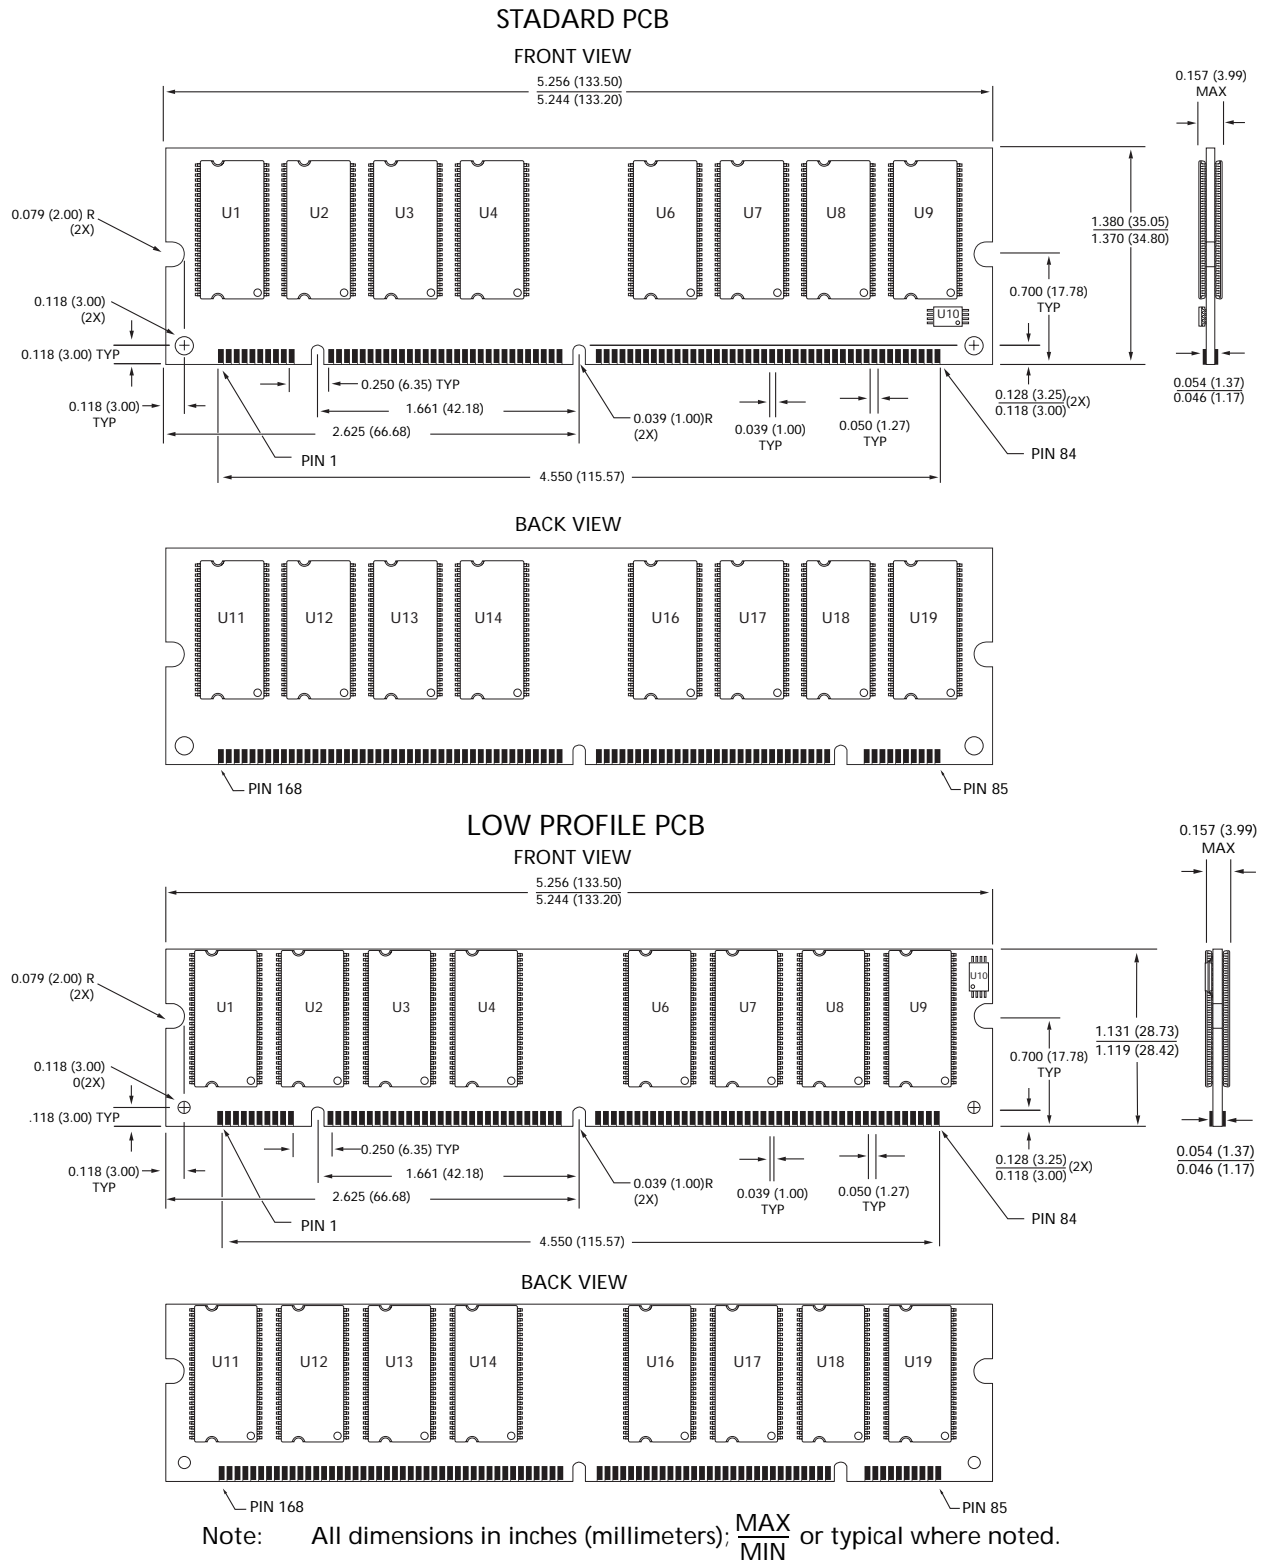 STADARD PCB
FRONT VIEW
5.256 (133.50)
5.244 (133.20)
0.157 (3.99)
MAX
U1
U2
U3
U4
U6
U7
U8
U9
0.079 (2.00) R
(2X)
1.380 (35.05)
1.370 (34.80)
0.118 (3.00)
(2X)
0.700 (17.78)
TYP
U10
0.118 (3.00) TYP
0.250 (6.35) TYP
0.118 (3.00)
TYP
1.661 (42.18)
2.625 (66.68)
0.039 (1.00)R
(2X)
0.039 (1.00)
TYP
0.050 (1.27)
TYP
0.128 (3.25)
0.118 (3.00)
(2X)
0.054 (1.37)
0.046 (1.17)
PIN 1
PIN 84
4.550 (115.57)
BACK VIEW
U11
U12
U13
U14
U16
U17
U18
U19
PIN 168
PIN 85
LOW PROFILE PCB
FRONT VIEW
5.256 (133.50)
5.244 (133.20)
0.157 (3.99)
MAX
U1
U2
U3
U4
U6
U7
U8
U9
U10
0.079 (2.00) R
(2X)
1.131 (28.73)
1.119 (28.42)
0.118 (3.00)
0(2X)
0.700 (17.78)
TYP
.118 (3.00) TYP
0.250 (6.35) TYP
0.118 (3.00)
TYP
1.661 (42.18)
2.625 (66.68)
0.039 (1.00)R
(2X)
0.039 (1.00)
TYP
0.050 (1.27)
TYP
0.128 (3.25)
0.118 (3.00)
(2X)
0.054 (1.37)
0.046 (1.17)
PIN 1
PIN 84
4.550 (115.57)
BACK VIEW
U11
U12
U13
U14
U16
U17
U18
U19
PIN 168
PIN 85
Note: All dimensions in inches (millimeters); MAX
MIN
or typical where noted.